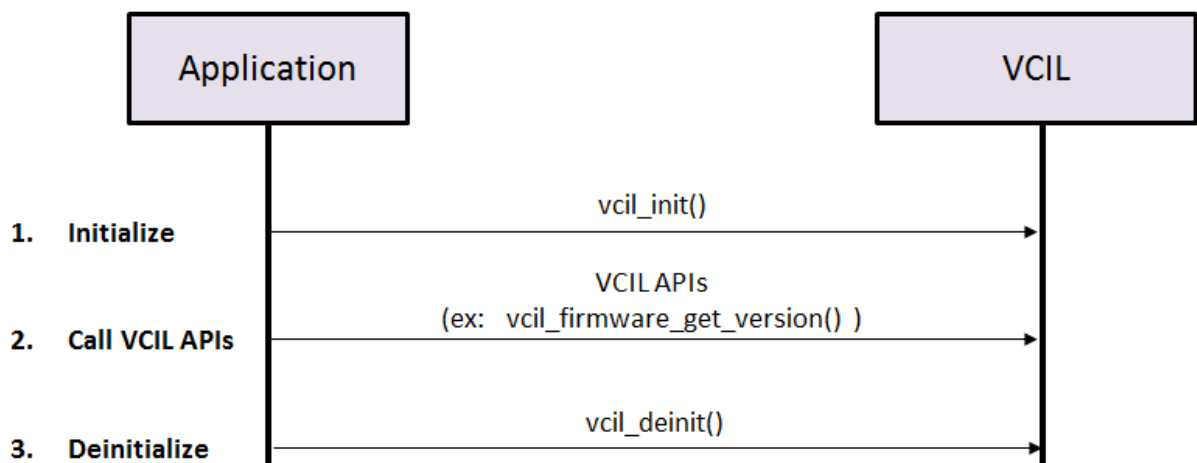 Application
VCIL
vcil_init()
1. Initialize
VCIL APIs
(ex: vcil_firmware_get_version() )
2. Call VCIL APIs
vcil_deinit()
3. Deinitialize